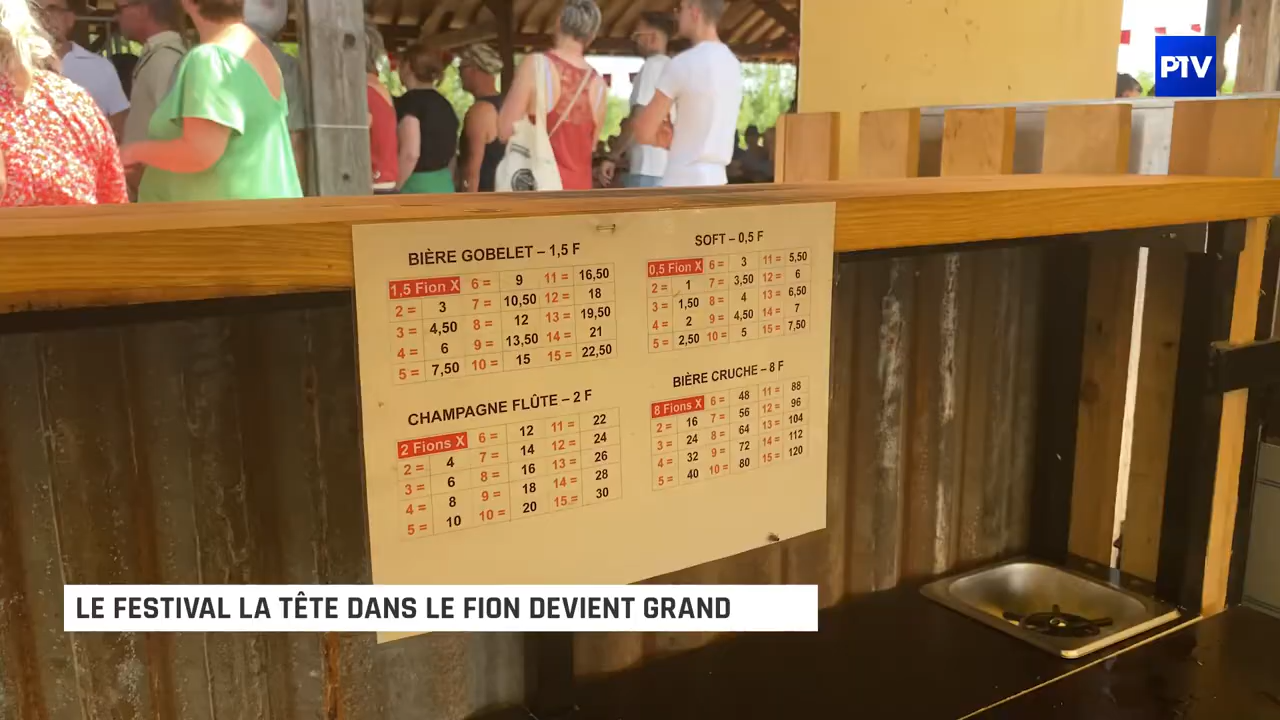 PTV
BIÈRE GOBELET – 1,5 F
1,5 Fion X 6 = 9 11 = 16,50
2 = 3 7 = 10,50 12 = 18
3 = 4,50 8 = 12 13 = 19,50
4 = 6 9 = 13,50 14 = 21
5 = 7,50 10 = 15 15 = 22,50
SOFT – 0,5 F
0,5 Fion X 6 = 3 11 = 5,50
2 = 1 7 = 3,50 12 = 6
3 = 1,50 8 = 4 13 = 6,50
4 = 2 9 = 4,50 14 = 7
5 = 2,50 10 = 5 15 = 7,50
CHAMPAGNE FLÛTE – 2 F
2 Fions X 6 = 12 11 = 22
2 = 4 7 = 14 12 = 24
3 = 6 8 = 16 13 = 26
4 = 8 9 = 18 14 = 28
5 = 10 10 = 20 15 = 30
BIÈRE CRUCHE – 8 F
8 Fions X 6 = 48 11 = 88
2 = 16 7 = 56 12 = 96
3 = 24 8 = 64 13 = 104
4 = 32 9 = 72 14 = 112
5 = 40 10 = 80 15 = 120
LE FESTIVAL LA TÊTE DANS LE FION DEVIENT GRAND